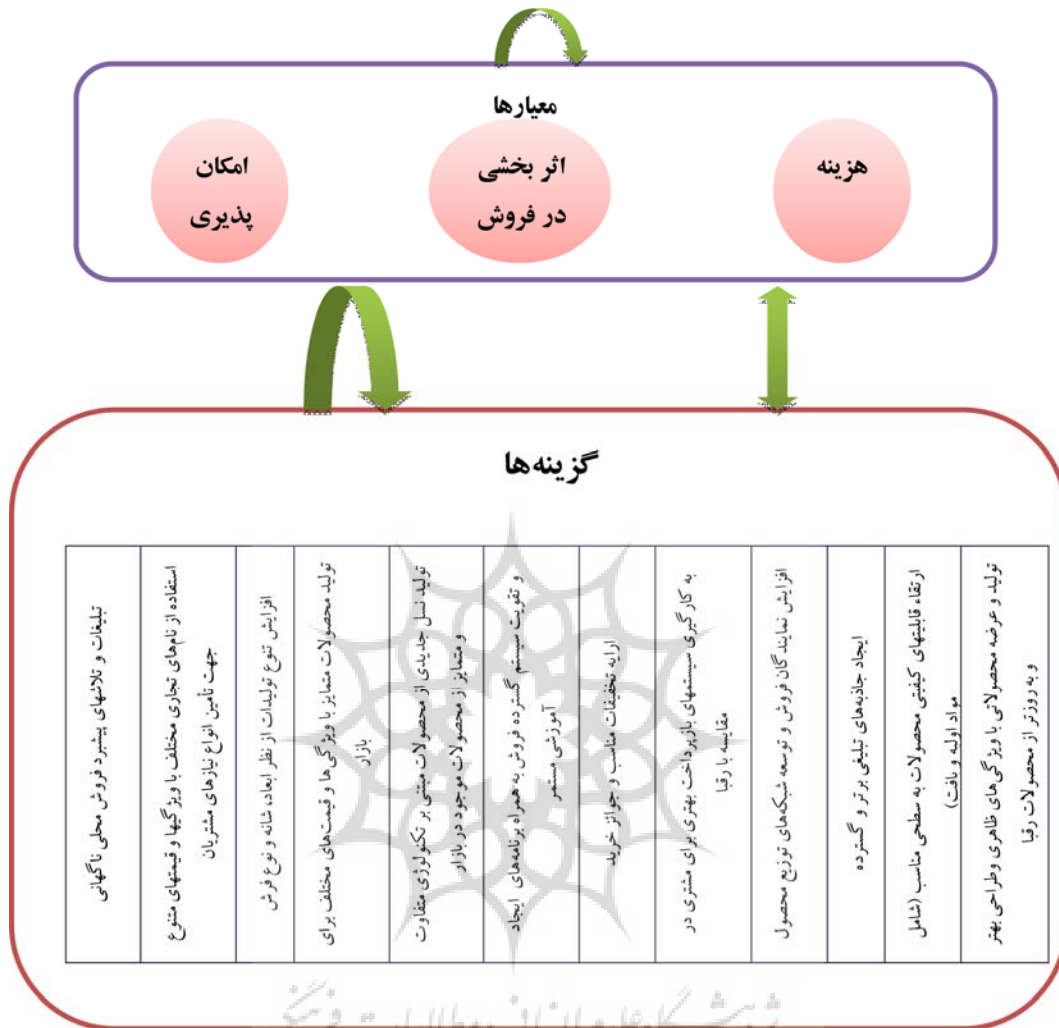 معیارها
هزینه
اثر بخشی
در فروش
امکان
پذیری
گزینه‌ها
تولید و عرضه محصولاتی با ویژگی‌های ظاهری وطراحی بهتر
و به روزتر از محصولات رقبا
ارتقاء قابلیتهای کیفیتی محصولات به سطحی مناسب (شامل
مواد اولیه و بافت)
ایجاد جاذبه‌های تبلیغی برتر و گسترده
افزایش نمایندگان فروش و توسعه شبکه‌های توزیع محصول
به کارگیری سیستمهای بازپرداخت بهتری برای مشتری در
مقایسه با رقبا
ارایه تخفیفات مناسب و جوائز خرید
و تقویت سیستم گسترده فروش به همراه برنامه‌های ایجاد
آموزشی مستمر
تولید نسل جدیدی از محصولات مبتنی بر تکنولوژی متفاوت
و متمایز از محصولات موجود در بازار
تولید محصولات متمایز با ویژگی‌ها و قیمت‌های مختلف برای
بازار
افزایش تنوع تولیدات از نظر ابعاد، شانه و نوع فرش
استفاده از نام‌های تجاری مختلف با ویژگیها و قیمتهای متنوع
جهت تأمین انواع نیازهای مشتریان
تبلیغات و تلاشهای پیشبرد فروش محلی ناگهانی